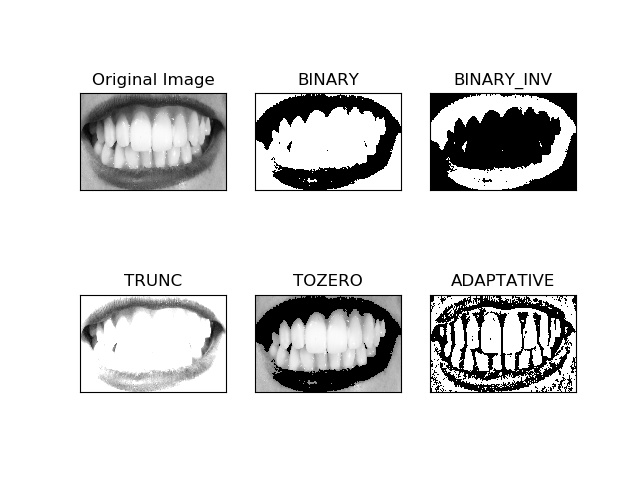 Original Image
BINARY
BINARY_INV
TRUNC
TOZERO
ADAPTATIVE